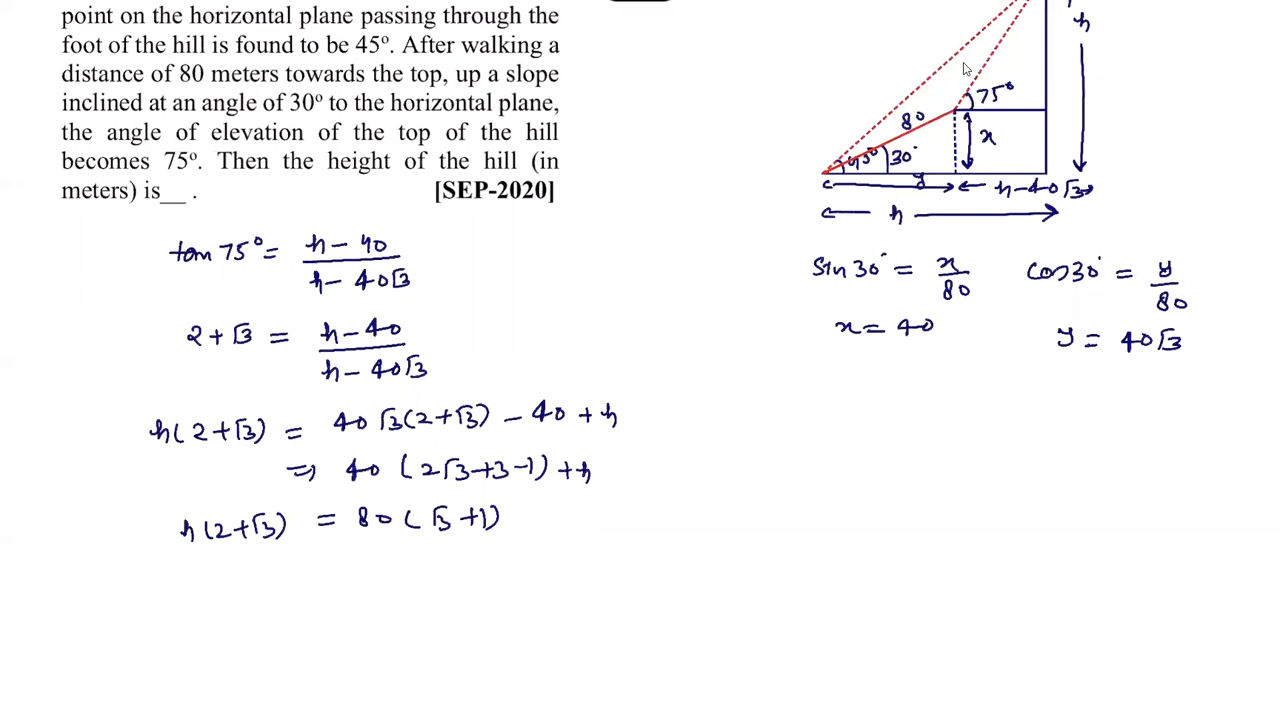 point on the horizontal plane passing through the
foot of the hill is found to be 45°. After walking a
distance of 80 meters towards the top, up a slope
inclined at an angle of 30° to the horizontal plane,
the angle of elevation of the top of the hill
becomes 75°. Then the height of the hill (in
meters) is__ . [SEP-2020]
h
75°
80
x
45° 30°
y h-40√3
h
tan 75° = h - 40 / h - 40√3
2 + √3 = h - 40 / h - 40√3
h(2+√3) = 40√3(2+√3) - 40 + h
⇒ 40 (2√3+3-1) + h
h(2+√3) = 80(√3+1)
Sin 30° = x / 80
x = 40
cos 30° = y / 80
y = 40√3